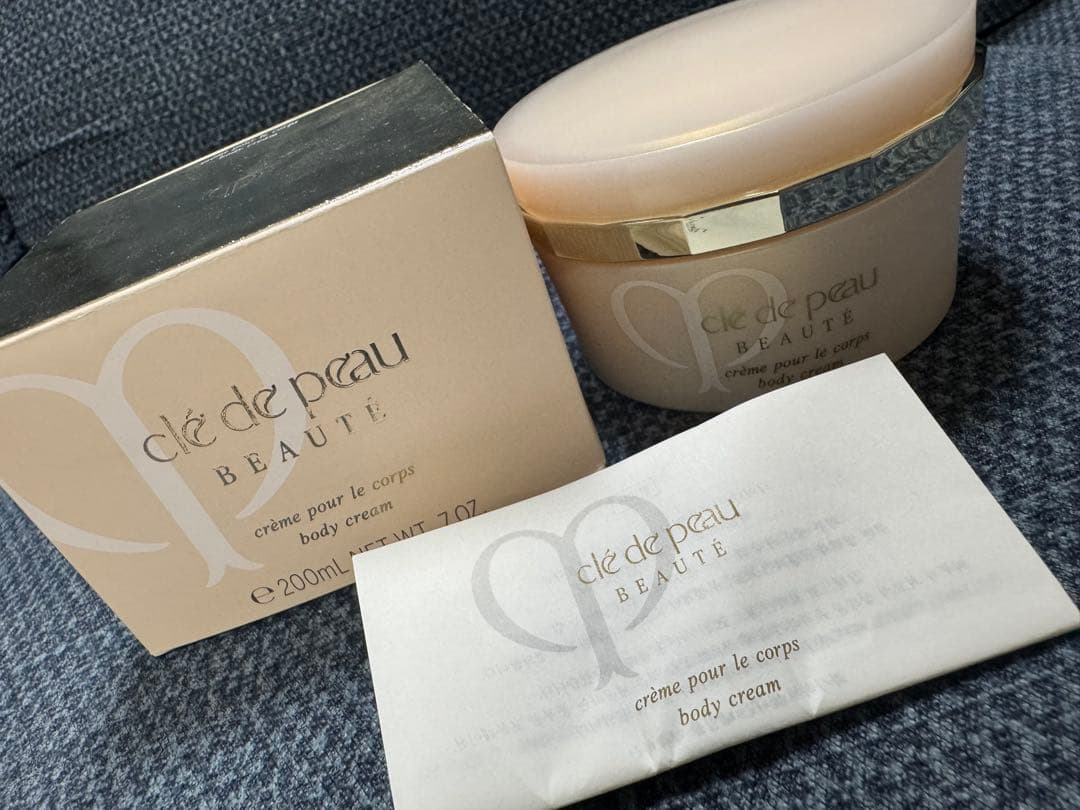 clé de peau
BEAUTÉ
crème pour le corps
body cream
e200mL NET WT. 7 OZ.
clé de peau
BEAUTÉ
crème pour le corps
body cream
clé de peau
BEAUTÉ
crème pour le corps
body cream